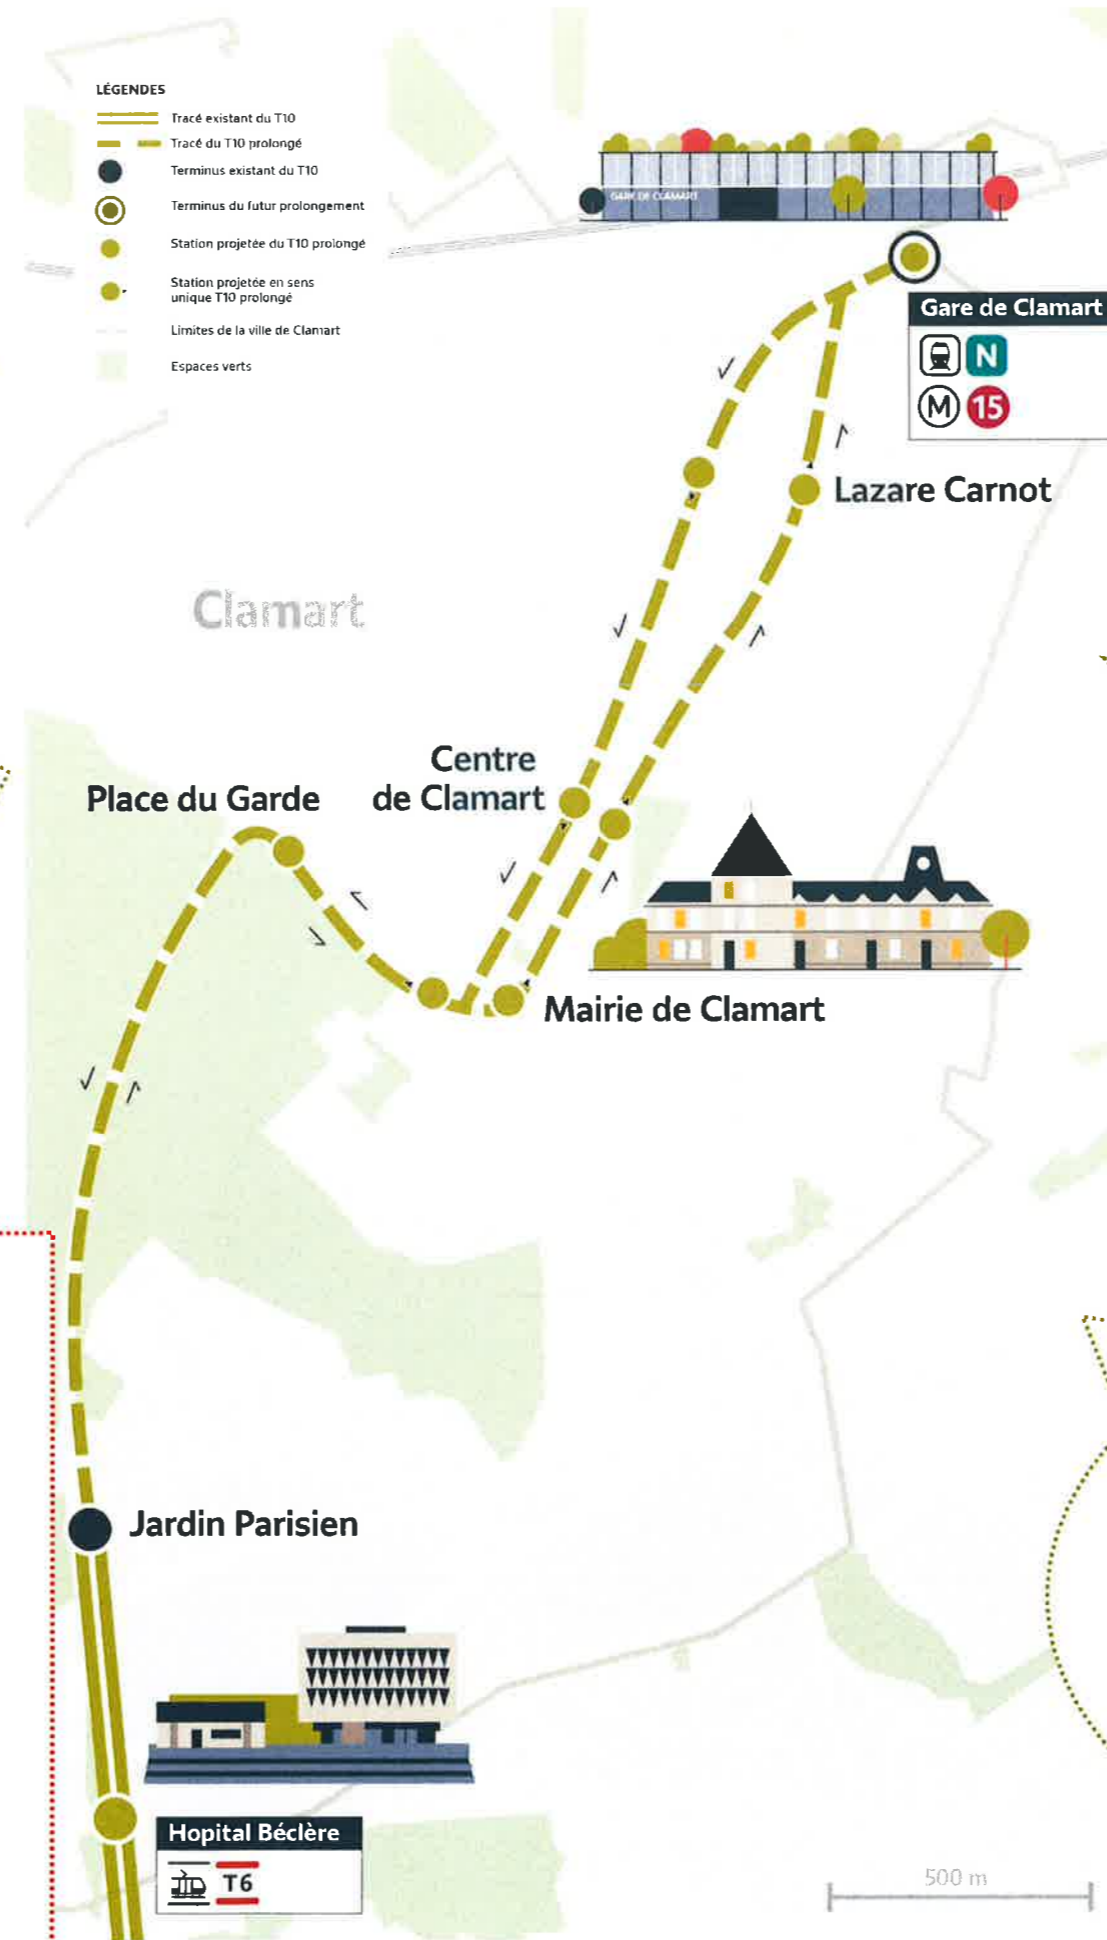 LÉGENDES
Tracé existant du T10
Tracé du T10 prolongé
Terminus existant du T10
Terminus du futur prolongement
Station projetée du T10 prolongé
Station projetée en sens
unique T10 prolongé
Limites de la ville de Clamart
Espaces verts
GARE DE CLAMART
Gare de Clamart
N
M 15
Lazare Carnot
Clamart
Centre
de Clamart
Place du Garde
Mairie de Clamart
Jardin Parisien
Hopital Béclère
T6
500 m